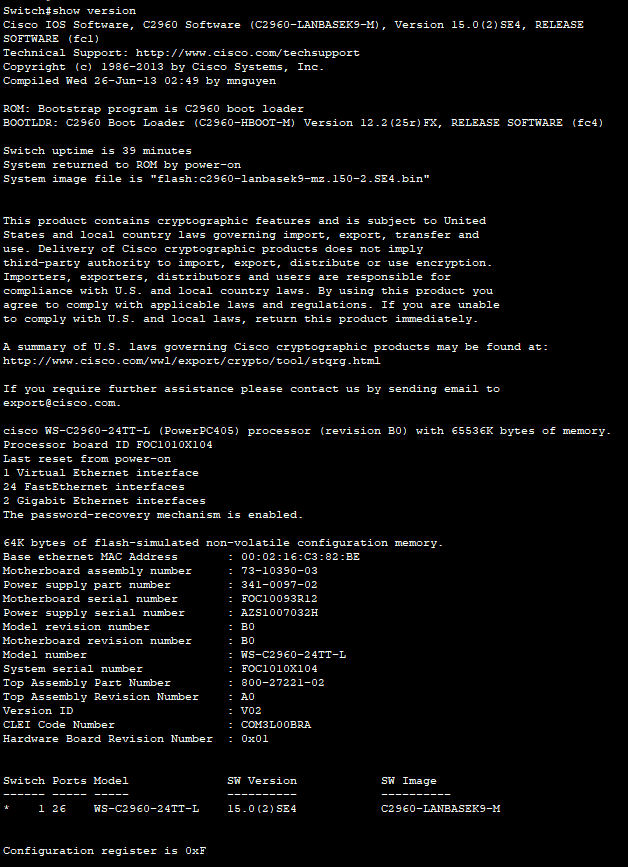 Switch#show version
Cisco IOS Software, C2960 Software (C2960-LANBASEK9-M), Version 15.0(2)SE4, RELEASE
SOFTWARE (fc1)
Technical Support: http://www.cisco.com/techsupport
Copyright (c) 1986-2013 by Cisco Systems, Inc.
Compiled Wed 26-Jun-13 02:49 by mnguyen

ROM: Bootstrap program is C2960 boot loader
BOOTLDR: C2960 Boot Loader (C2960-HBOOT-M) Version 12.2(25r)FX, RELEASE SOFTWARE (fc4)

Switch uptime is 39 minutes
System returned to ROM by power-on
System image file is "flash:c2960-lanbasek9-mz.150-2.SE4.bin"

This product contains cryptographic features and is subject to United
States and local country laws governing import, export, transfer and
use. Delivery of Cisco cryptographic products does not imply
third-party authority to import, export, distribute or use encryption.
Importers, exporters, distributors and users are responsible for
compliance with U.S. and local country laws. By using this product you
agree to comply with applicable laws and regulations. If you are unable
to comply with U.S. and local laws, return this product immediately.

A summary of U.S. laws governing Cisco cryptographic products may be found at:
http://www.cisco.com/wwl/export/crypto/tool/stqrg.html

If you require further assistance please contact us by sending email to
export@cisco.com.

cisco WS-C2960-24TT-L (PowerPC405) processor (revision B0) with 65536K bytes of memory.
Processor board ID FOC1010X104
Last reset from power-on
1 Virtual Ethernet interface
24 FastEthernet interfaces
2 Gigabit Ethernet interfaces
The password-recovery mechanism is enabled.

64K bytes of flash-simulated non-volatile configuration memory.
Base ethernet MAC Address : 00:02:16:C3:82:BE
Motherboard assembly number : 73-10390-03
Power supply part number : 341-0097-02
Motherboard serial number : FOC10093R12
Power supply serial number : AZS1007032H
Model revision number : B0
Motherboard revision number : B0
Model number : WS-C2960-24TT-L
System serial number : FOC1010X104
Top Assembly Part Number : 800-27221-02
Top Assembly Revision Number : A0
Version ID : V02
CLEI Code Number : COM3L00BRA
Hardware Board Revision Number : 0x01

Switch Ports Model SW Version SW Image
------ ----- ----- ---------- ----------
* 1 26 WS-C2960-24TT-L 15.0(2)SE4 C2960-LANBASEK9-M

Configuration register is 0xF